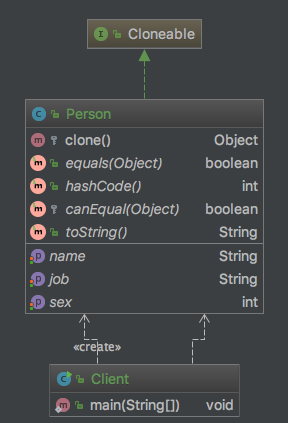 I Cloneable
C Person
m clone() Object
m equals(Object) boolean
m hashCode() int
m canEqual(Object) boolean
m toString() String
p name String
p job String
p sex int
«create»
C Client
m main(String[]) void